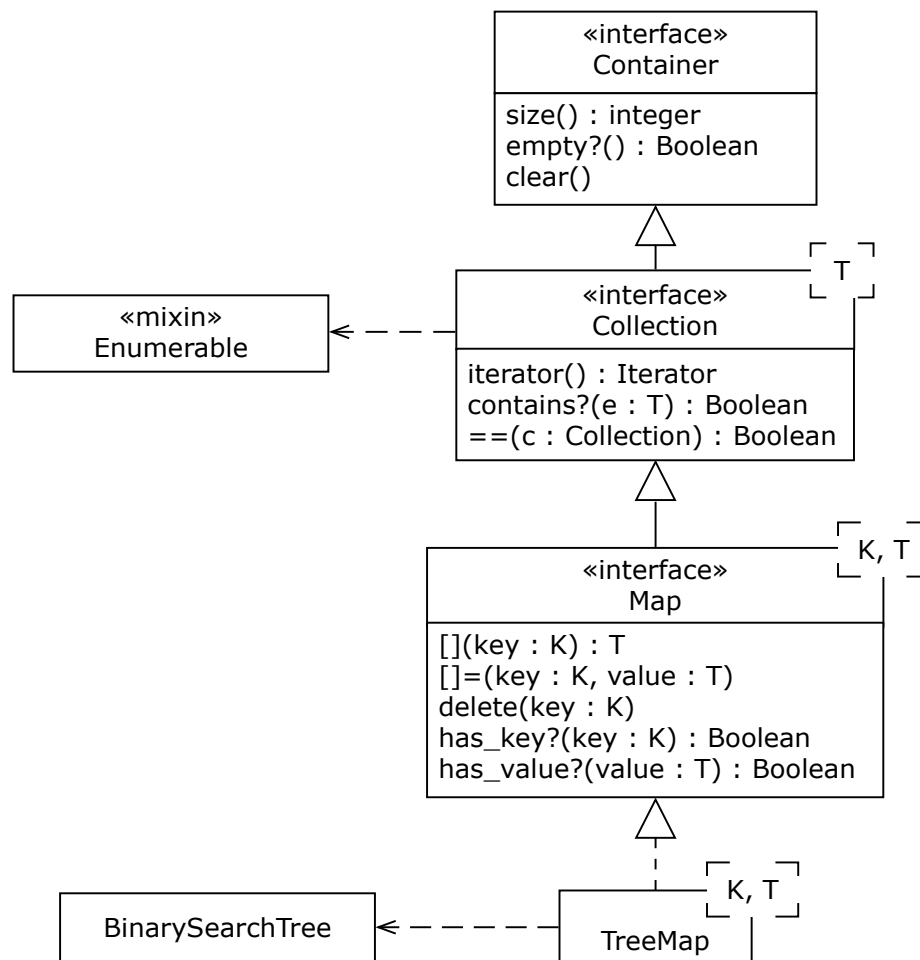 «interface»
Container
size() : integer
empty?() : Boolean
clear()
T
«interface»
Collection
«mixin»
Enumerable
iterator() : Iterator
contains?(e : T) : Boolean
==(c : Collection) : Boolean
K, T
«interface»
Map
[](key : K) : T
[]=(key : K, value : T)
delete(key : K)
has_key?(key : K) : Boolean
has_value?(value : T) : Boolean
K, T
BinarySearchTree
TreeMap